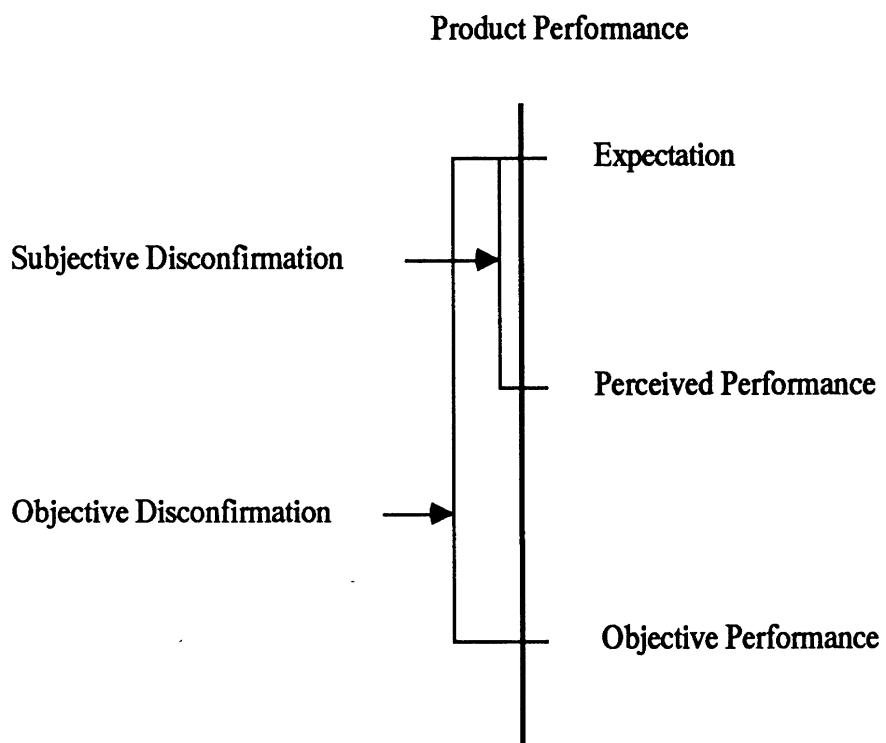 Product Performance
Expectation
Subjective Disconfirmation
Perceived Performance
Objective Disconfirmation
Objective Performance